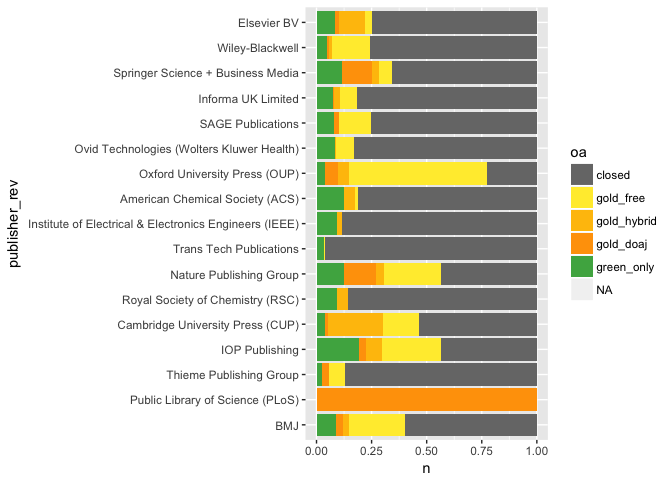 publisher_rev
Elsevier BV
Wiley-Blackwell
Springer Science + Business Media
Informa UK Limited
SAGE Publications
Ovid Technologies (Wolters Kluwer Health)
Oxford University Press (OUP)
American Chemical Society (ACS)
Institute of Electrical & Electronics Engineers (IEEE)
Trans Tech Publications
Nature Publishing Group
Royal Society of Chemistry (RSC)
Cambridge University Press (CUP)
IOP Publishing
Thieme Publishing Group
Public Library of Science (PLoS)
BMJ
0.00 0.25 0.50 0.75 1.00
n
oa
closed
gold_free
gold_hybrid
gold_doaj
green_only
NA